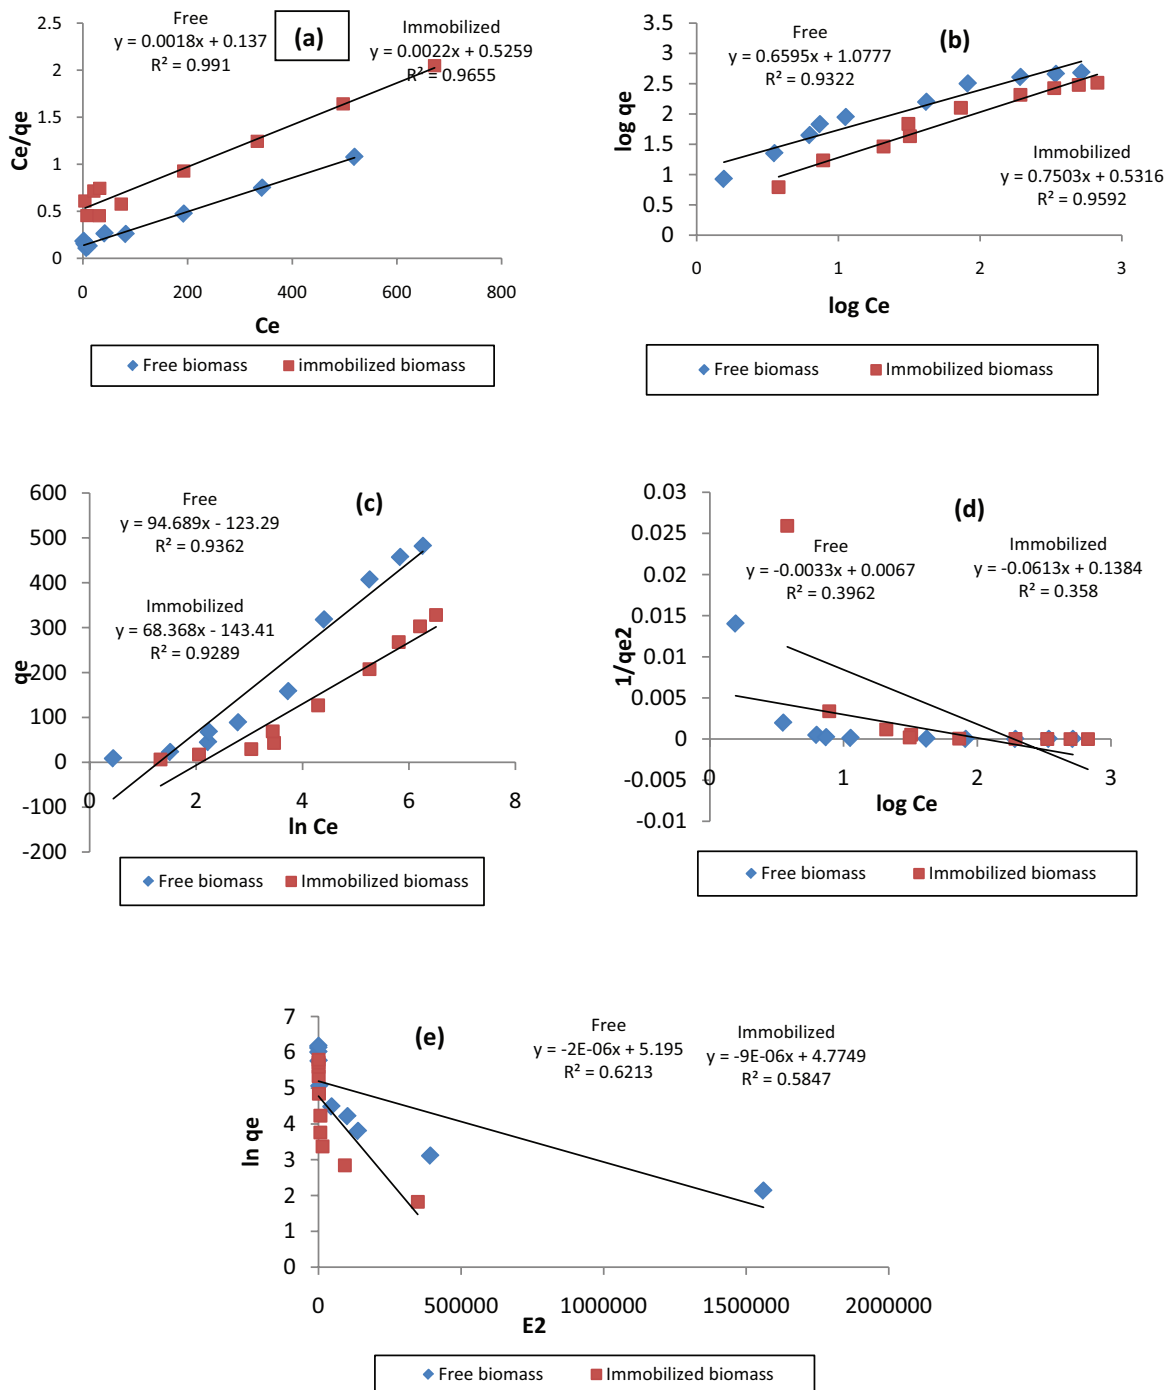 Free
y = 0.0018x + 0.137
R² = 0.991
(a)
Immobilized
y = 0.0022x + 0.5259
R² = 0.9655
2.5
2
1.5
1
0.5
0
Ce/qe
0 200 400 600 800
Ce
Free biomass immobilized biomass
(b)
Free
y = 0.6595x + 1.0777
R² = 0.9322
Immobilized
y = 0.7503x + 0.5316
R² = 0.9592
3.5
3
2.5
2
1.5
1
0.5
0
log qe
0 1 2 3
log Ce
Free biomass Immobilized biomass
(c)
Free
y = 94.689x - 123.29
R² = 0.9362
Immobilized
y = 68.368x - 143.41
R² = 0.9289
600
500
400
300
200
100
0
-100
-200
qe
0 2 4 6 8
ln Ce
Free biomass Immobilized biomass
(d)
Free
y = -0.0033x + 0.0067
R² = 0.3962
Immobilized
y = -0.0613x + 0.1384
R² = 0.358
0.03
0.025
0.02
0.015
0.01
0.005
0
-0.005
-0.01
1/qe2
0 1 2 3
log Ce
Free biomass Immobilized biomass
(e)
Free
y = -2E-06x + 5.195
R² = 0.6213
Immobilized
y = -9E-06x + 4.7749
R² = 0.5847
7
6
5
4
3
2
1
0
ln qe
0 500000 1000000 1500000 2000000
E2
Free biomass Immobilized biomass